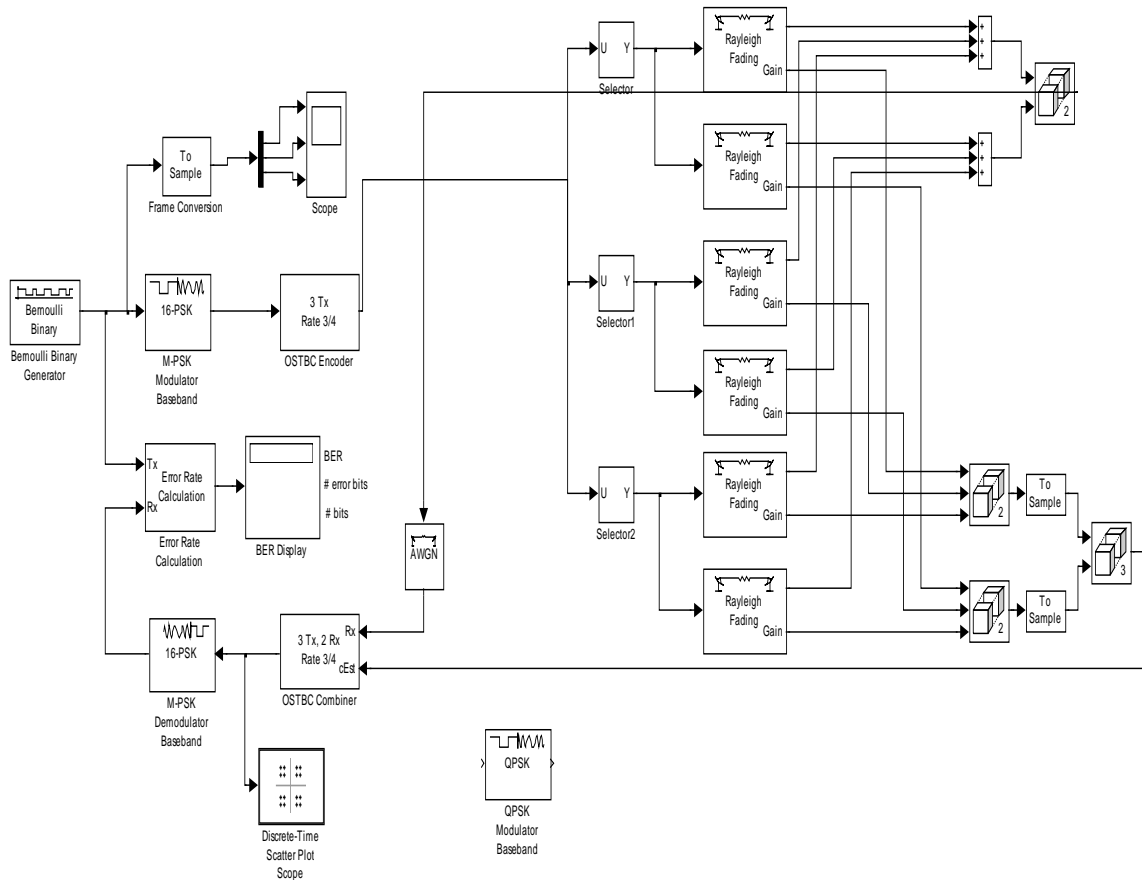 U Y
Selector
Rayleigh
Fading
Gain
+
+
+
2
To
Sample
Frame Conversion
Scope
Rayleigh
Fading
Gain
+
+
+
Bernoulli
Binary
Bernoulli Binary
Generator
16-PSK
M-PSK
Modulator
Baseband
3 Tx
Rate 3/4
OSTBC Encoder
U Y
Selector1
Rayleigh
Fading
Gain
Rayleigh
Fading
Gain
Tx
Rx
Error Rate
Calculation
Error Rate
Calculation
BER
# error bits
# bits
BER Display
U Y
Selector2
Rayleigh
Fading
Gain
2
To
Sample
3
AWGN
Rayleigh
Fading
Gain
2
To
Sample
16-PSK
M-PSK
Demodulator
Baseband
3 Tx, 2 Rx
Rate 3/4
Rx
cEst
OSTBC Combiner
Discrete-Time
Scatter Plot
Scope
QPSK
QPSK
Modulator
Baseband